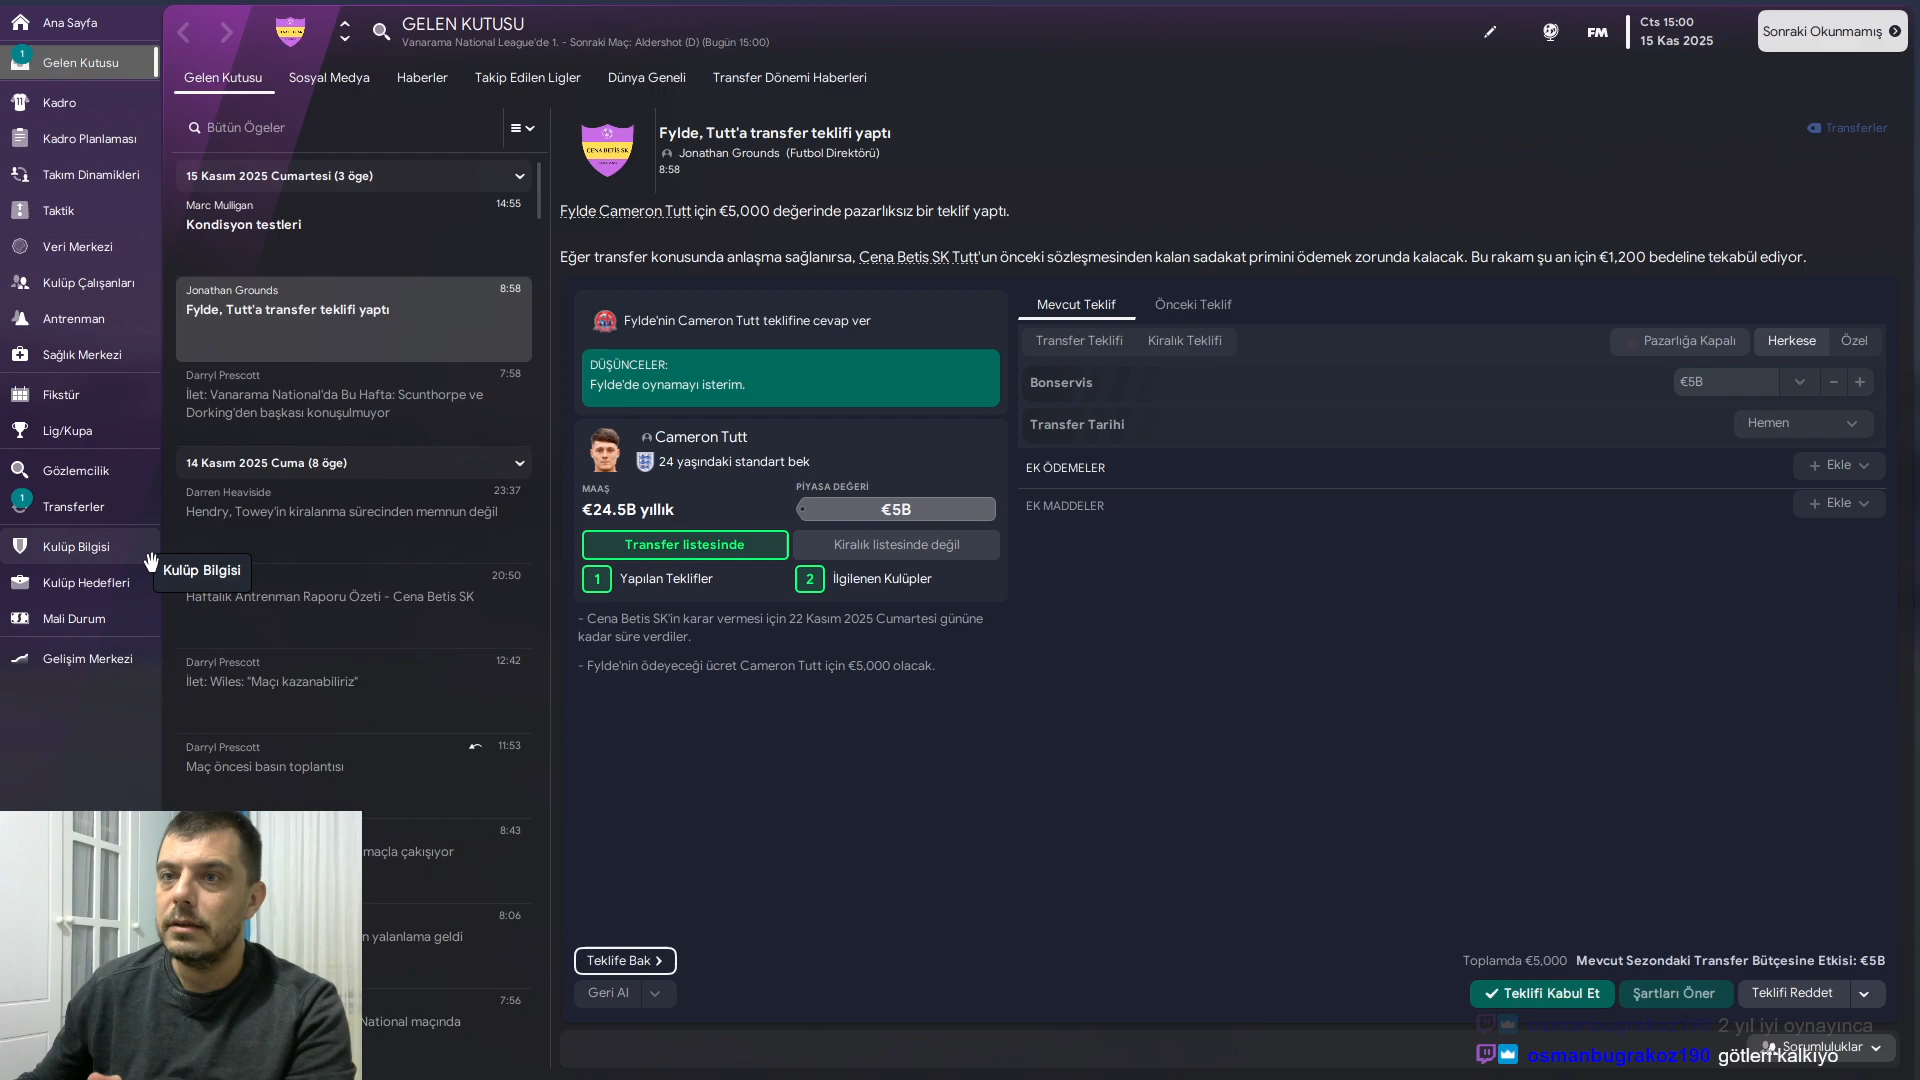 Ana Sayfa
1
Gelen Kutusu
Kadro
Kadro Planlaması
Takım Dinamikleri
Taktik
Veri Merkezi
Kulüp Çalışanları
Antrenman
Sağlık Merkezi
Fikstür
Lig/Kupa
Gözlemcilik
1
Transferler
Kulüp Bilgisi
Kulüp Bilgisi
Kulüp Hedefleri
Mali Durum
Gelişim Merkezi
GELEN KUTUSU
Vanarama National League'de 1. - Sonraki Maç: Aldershot (D) (Bugün 15:00)
FM
Cts 15:00
15 Kas 2025
Sonraki Okunmamış
Gelen Kutusu
Sosyal Medya
Haberler
Takip Edilen Ligler
Dünya Geneli
Transfer Dönemi Haberleri
Bütün Ögeler
15 Kasım 2025 Cumartesi (3 öge)
Marc Mulligan 14:55
Kondisyon testleri
Jonathan Grounds 8:58
Fylde, Tutt'a transfer teklifi yaptı
Darryl Prescott 7:58
İlet: Vanarama National'da Bu Hafta: Scunthorpe ve
Dorking'den başkası konuşulmuyor
14 Kasım 2025 Cuma (8 öge)
Darren Heaviside 23:37
Hendry, Towey'in kiralanma sürecinden memnun değil
20:50
Haftalık Antrenman Raporu Özeti - Cena Betis SK
Darryl Prescott 12:42
İlet: Wiles: "Maçı kazanabiliriz"
Darryl Prescott 11:53
Maç öncesi basın toplantısı
8:43
maçla çakışıyor
8:06
n yalanlama geldi
7:56
National maçında
CENA BETİS SK
Fylde, Tutt'a transfer teklifi yaptı
Jonathan Grounds (Futbol Direktörü)
8:58
Transferler
Fylde Cameron Tutt için €5,000 değerinde pazarlıksız bir teklif yaptı.
Eğer transfer konusunda anlaşma sağlanırsa, Cena Betis SK Tutt'un önceki sözleşmesinden kalan sadakat primini ödemek zorunda kalacak. Bu rakam şu an için €1,200 bedeline tekabül ediyor.
Fylde'nin Cameron Tutt teklifine cevap ver
DÜŞÜNCELER:
Fylde'de oynamayı isterim.
Cameron Tutt
24 yaşındaki standart bek
MAAŞ
€24.5B yıllık
PİYASA DEĞERİ
€5B
Transfer listesinde
Kiralık listesinde değil
1 Yapılan Teklifler
2 İlgilenen Kulüpler
- Cena Betis SK'in karar vermesi için 22 Kasım 2025 Cumartesi gününe
kadar süre verdiler.
- Fylde'nin ödeyeceği ücret Cameron Tutt için €5,000 olacak.
Mevcut Teklif
Önceki Teklif
Transfer Teklifi
Kiralık Teklifi
Pazarlığa Kapalı
Herkese
Özel
Bonservis
€5B
Transfer Tarihi
Hemen
EK ÖDEMELER
Ekle
EK MADDELER
Ekle
Teklife Bak
Geri Al
Toplamda €5,000 Mevcut Sezondaki Transfer Bütçesine Etkisi: €5B
Teklifi Kabul Et
Şartları Öner
Teklifi Reddet
2 yıl iyi oynayınca
Sorumluluklar
osmanbugrakoz190 götleri kalkiyo